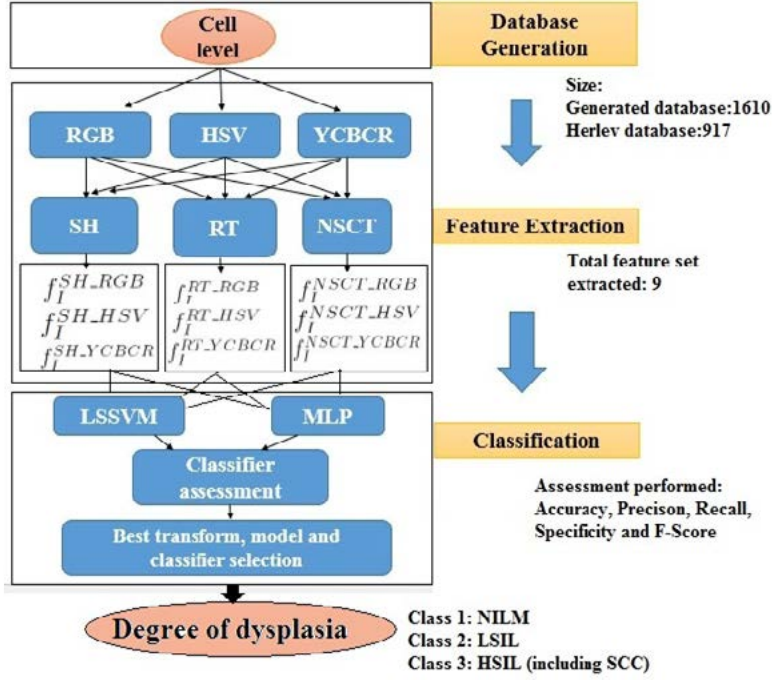 Cell
level
Database
Generation
Size:
Generated database:1610
Herlev database:917
RGB
HSV
YCBCR
SH
RT
NSCT
Feature Extraction
Total feature set
extracted: 9
f_I^{SH_RGB}
f_I^{SH_HSV}
f_I^{SH_YCBCR}
f_I^{RT_RGB}
f_I^{RT_HSV}
f_I^{RT_YCBCR}
f_I^{NSCT_RGB}
f_I^{NSCT_HSV}
f_I^{NSCT_YCBCR}
LSSVM
MLP
Classification
Classifier
assessment
Assessment performed:
Accuracy, Precison, Recall,
Specificity and F-Score
Best transform, model and
classifier selection
Degree of dysplasia
Class 1: NILM
Class 2: LSIL
Class 3: HSIL (including SCC)